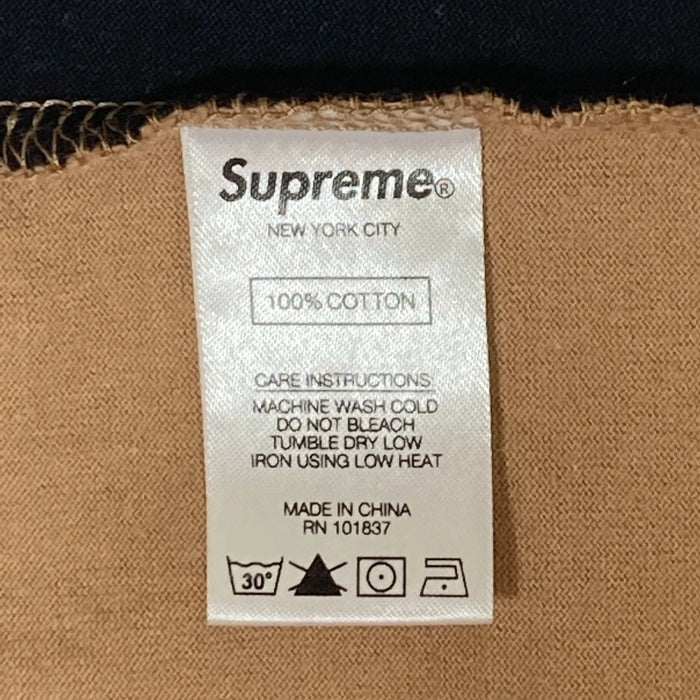 Supreme®
NEW YORK CITY
100% COTTON
CARE INSTRUCTIONS
MACHINE WASH COLD
DO NOT BLEACH
TUMBLE DRY LOW
IRON USING LOW HEAT
MADE IN CHINA
RN 101837
30°